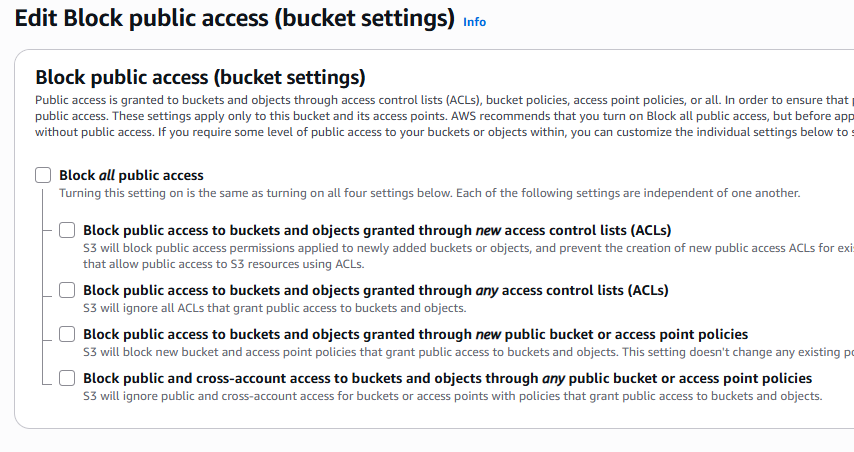 Edit Block public access (bucket settings) Info
Block public access (bucket settings)
Public access is granted to buckets and objects through access control lists (ACLs), bucket policies, access point policies, or all. In order to ensure that
public access. These settings apply only to this bucket and its access points. AWS recommends that you turn on Block all public access, but before app
without public access. If you require some level of public access to your buckets or objects within, you can customize the individual settings below to s
Block all public access
Turning this setting on is the same as turning on all four settings below. Each of the following settings are independent of one another.
Block public access to buckets and objects granted through new access control lists (ACLs)
S3 will block public access permissions applied to newly added buckets or objects, and prevent the creation of new public access ACLs for exi
that allow public access to S3 resources using ACLs.
Block public access to buckets and objects granted through any access control lists (ACLs)
S3 will ignore all ACLs that grant public access to buckets and objects.
Block public access to buckets and objects granted through new public bucket or access point policies
S3 will block new bucket and access point policies that grant public access to buckets and objects. This setting doesn't change any existing po
Block public and cross-account access to buckets and objects through any public bucket or access point policies
S3 will ignore public and cross-account access for buckets or access points with policies that grant public access to buckets and objects.